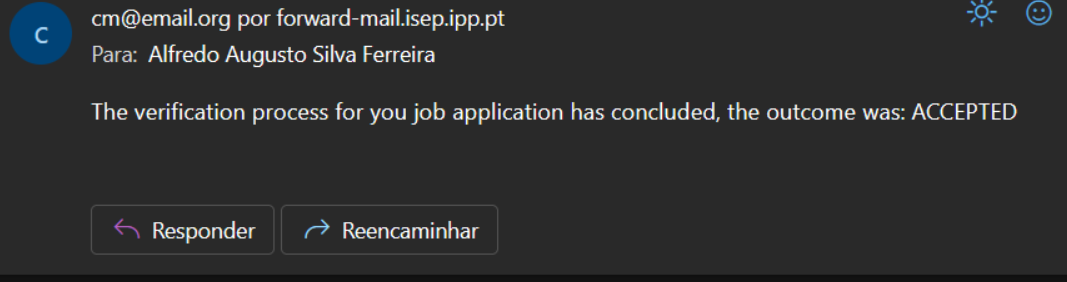 C
cm@email.org por forward-mail.isep.ipp.pt
Para: Alfredo Augusto Silva Ferreira
The verification process for you job application has concluded, the outcome was: ACCEPTED
Responder Reencaminhar